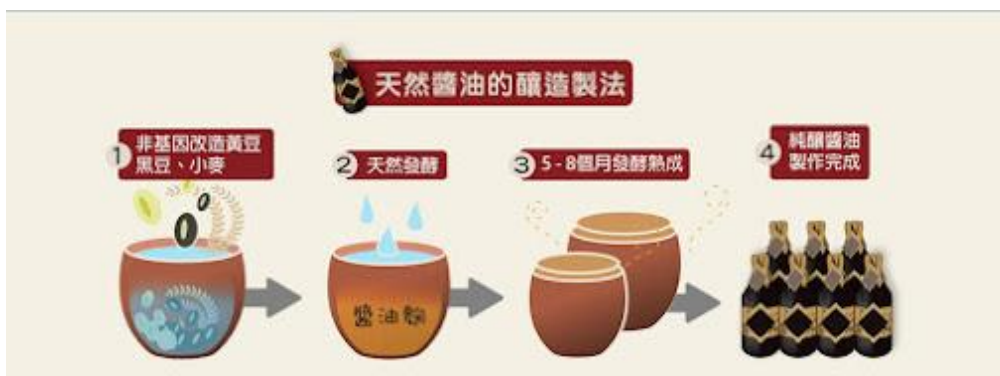 天然醬油的釀造製法
1
非基因改造黃豆
黑豆、小麥
2 天然發酵
3 5-8個月發酵熟成
4
純釀醬油
製作完成
醬油麴